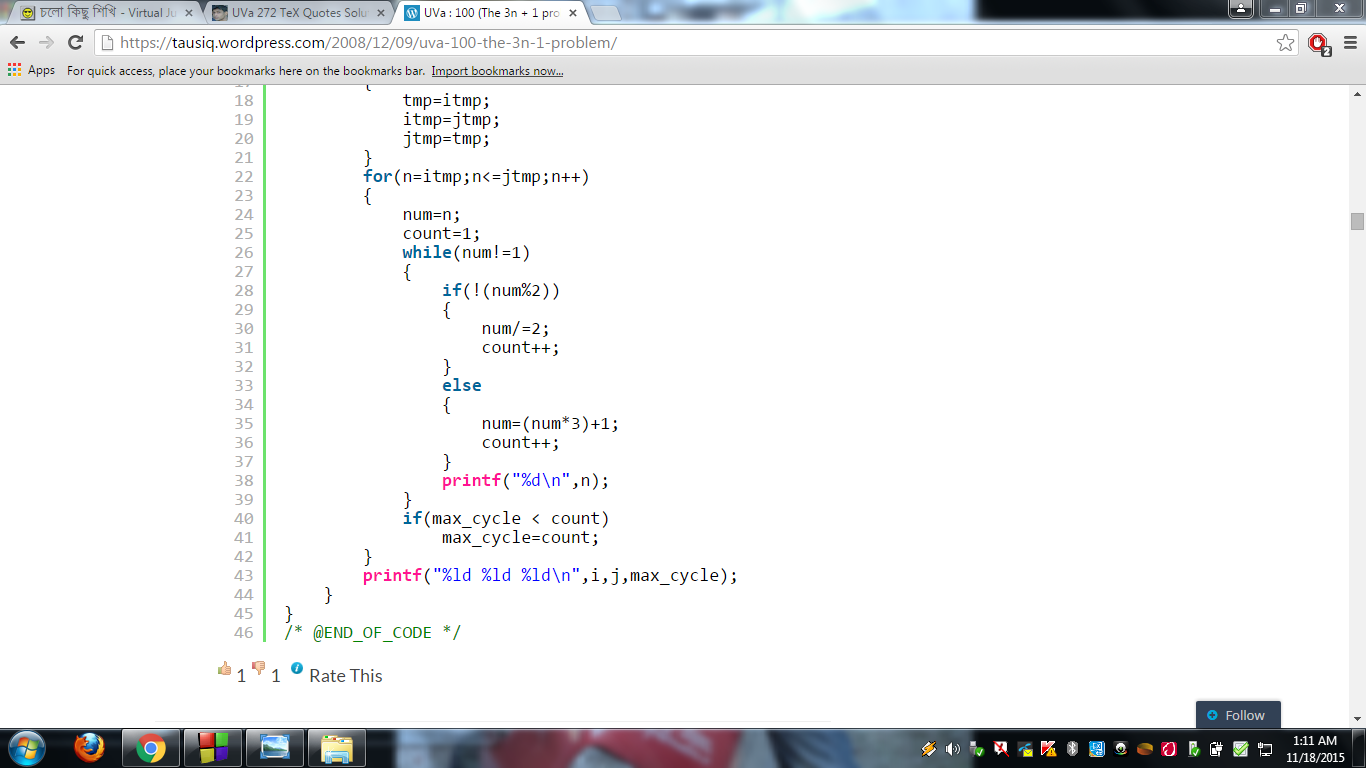 চলো কিছু শিখি - Virtual Ju
UVa 272 TeX Quotes Solu
UVa : 100 (The 3n + 1 pro
https://tausiq.wordpress.com/2008/12/09/uva-100-the-3n-1-problem/
2
Apps For quick access, place your bookmarks here on the bookmarks bar. Import bookmarks now...
17 {
18 tmp=itmp;
19 itmp=jtmp;
20 jtmp=tmp;
21 }
22 for(n=itmp;n<=jtmp;n++)
23 {
24 num=n;
25 count=1;
26 while(num!=1)
27 {
28 if(!(num%2))
29 {
30 num/=2;
31 count++;
32 }
33 else
34 {
35 num=(num*3)+1;
36 count++;
37 }
38 printf("%d\n",n);
39 }
40 if(max_cycle < count)
41 max_cycle=count;
42 }
43 printf("%ld %ld %ld\n",i,j,max_cycle);
44 }
45 }
46 /* @END_OF_CODE */
1 1 Rate This
Follow
1:11 AM
11/18/2015